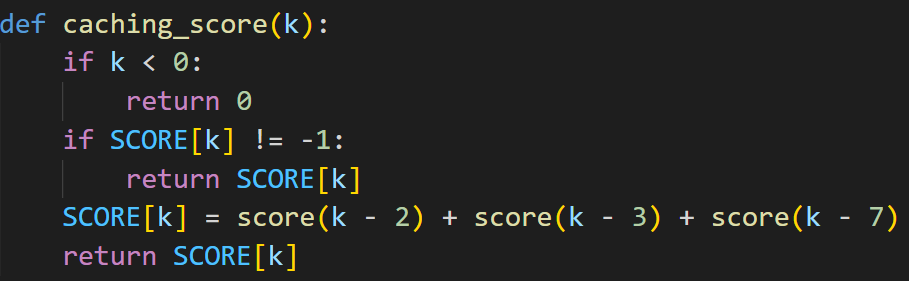 def caching_score(k):
    if k < 0:
        return 0
    if SCORE[k] != -1:
        return SCORE[k]
    SCORE[k] = score(k - 2) + score(k - 3) + score(k - 7)
    return SCORE[k]